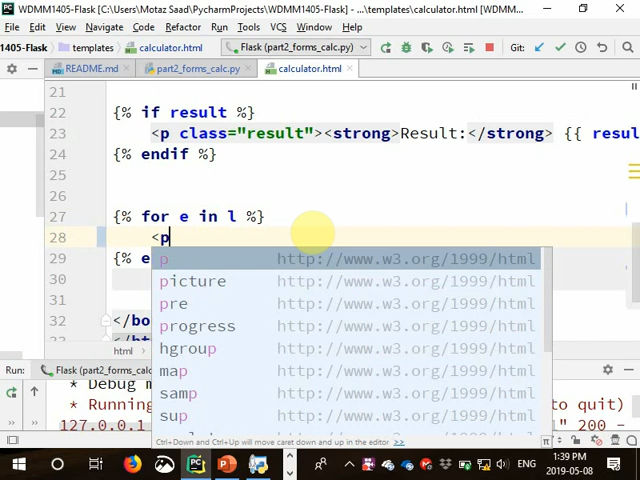 WDMM1405-Flask [C:\Users\Motaz Saad\PycharmProjects\WDMM1405-Flask] - ...\templates\calculator.html [WDMM...
File Edit View Navigate Code Refactor Tools VCS Window Help
1405-Flask templates calculator.html Flask (part2_forms_calc.py) Git:
README.md part2_forms_calc.py calculator.html
21
22 {% if result %}
23 <p class="result"><strong>Result:</strong> {{ resul
24 {% endif %}
25
26
27 {% for e in l %}
28 <p
p http://www.w3.org/1999/html
29 {% e
picture http://www.w3.org/1999/html
30
pre http://www.w3.org/1999/html
progress http://www.w3.org/1999/html
32 </bo
hgroup http://www.w3.org/1999/html
html
map http://www.w3.org/1999/html
Run: Flask (part2_forms_calc
samp http://www.w3.org/1999/html
* Debug m
* Running to quit)
sup http://www.w3.org/1999/html
127.0.0.1 " 200 -
Ctrl+Down and Ctrl+Up will move caret down and up in the editor >>
ENG 1:39 PM 2019-05-08